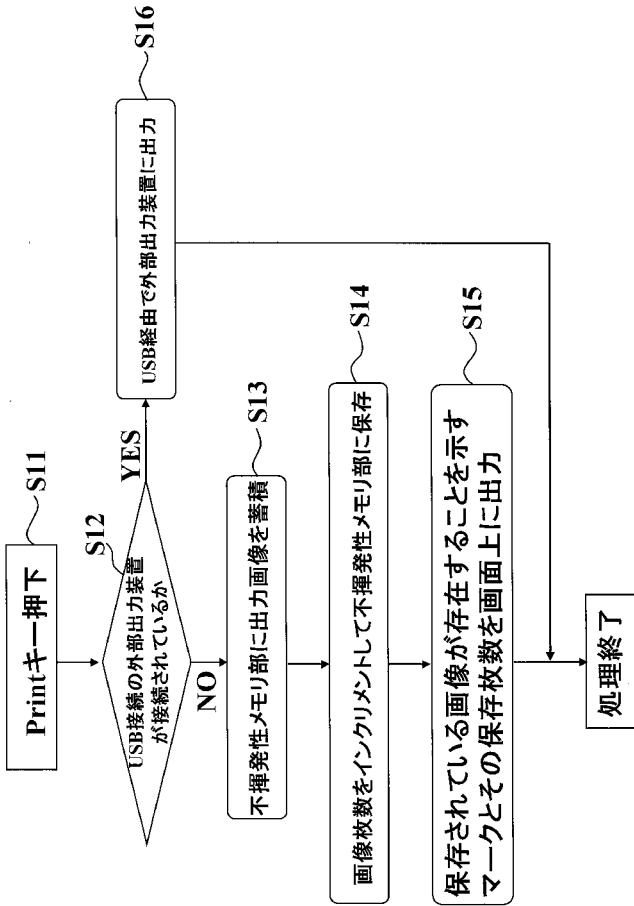 Printキー押下
S11
USB接続の外部出力装置
が接続されているか
S12
YES
NO
USB経由で外部出力装置に出力
S16
不揮発性メモリ部に出力画像を蓄積
S13
画像枚数をインクリメントして不揮発性メモリ部に保存
S14
保存されている画像が存在することを示す
マークとその保存枚数を画面上に出力
S15
処理終了